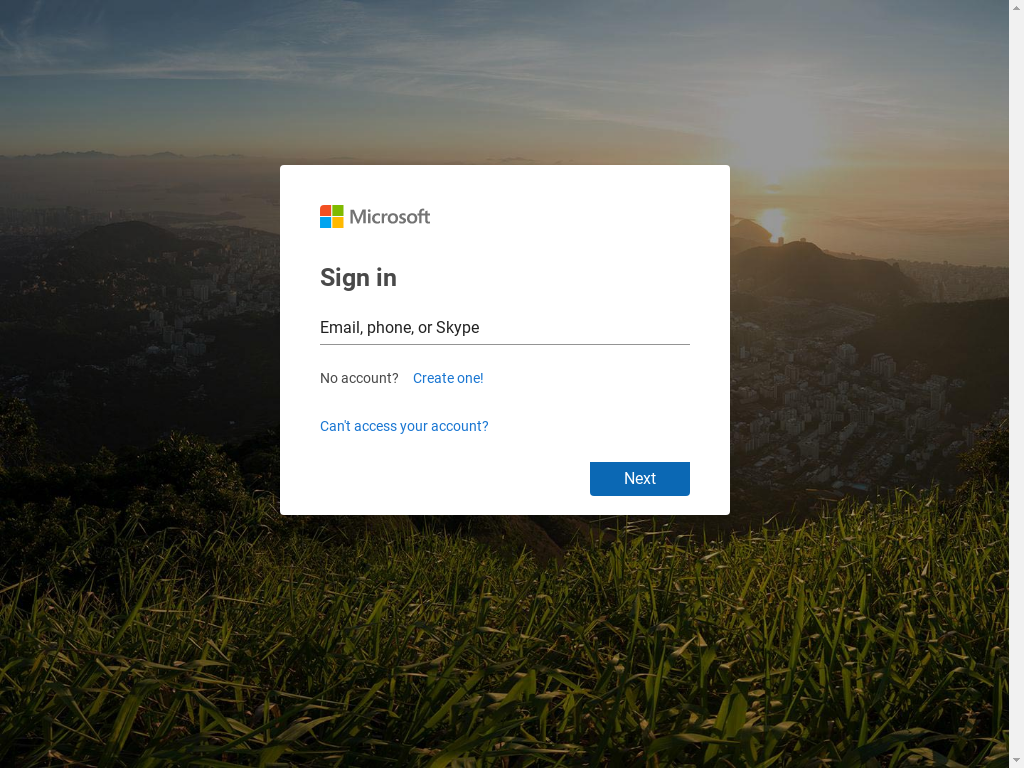 Microsoft
Sign in
Email, phone, or Skype
No account? Create one!
Can't access your account?
Next